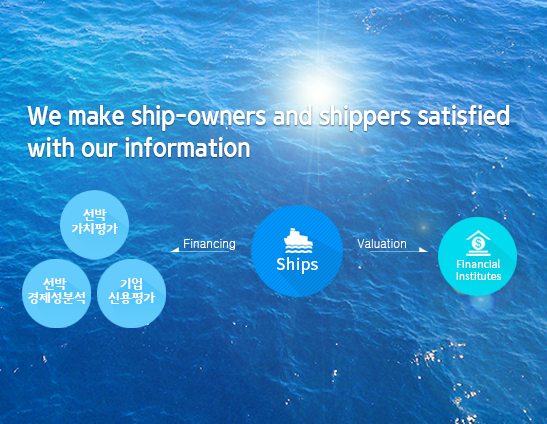 We make ship-owners and shippers satisfied
with our information
선박
가치평가
Financing
Ships
Valuation
Financial
Institutes
선박
경제성분석
기업
신용평가